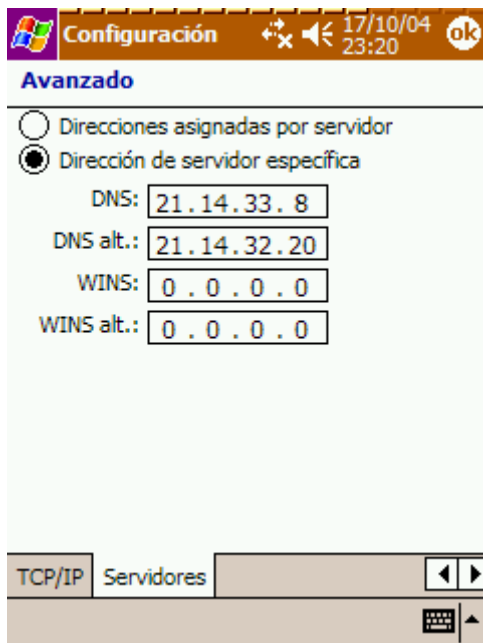 Configuración
17/10/04
23:20
ok
Avanzado
Direcciones asignadas por servidor
Dirección de servidor específica
DNS: 21.14.33. 8
DNS alt.: 21.14.32.20
WINS: 0 . 0 . 0 . 0
WINS alt.: 0 . 0 . 0 . 0
TCP/IP Servidores